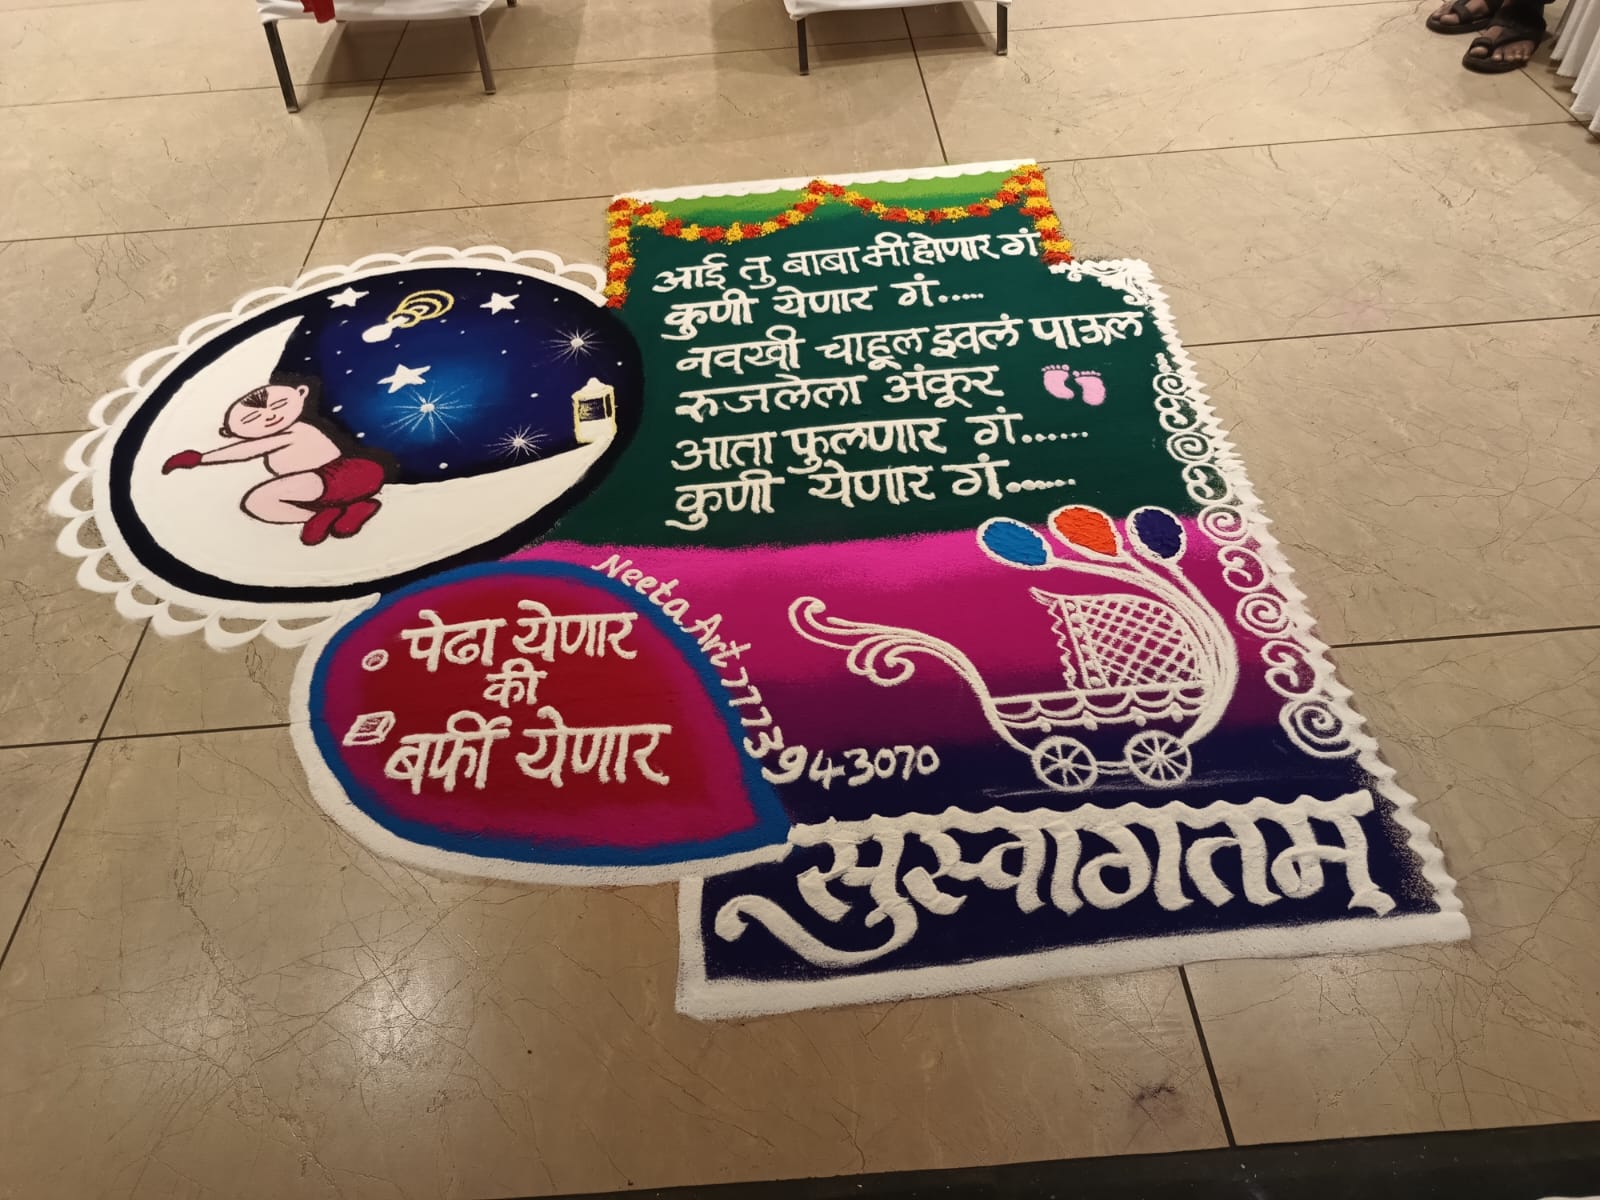 आई तु बाबा मी होणार गं
कुणी येणार गं.....
नवखी चाहूल इवलं पाऊल
रुजलेला अंकूर
आता फुलणार गं......
कुणी येणार गं......
पेढा येणार
की
बर्फी येणार
Neeta Art 7773943070
सुस्वागतम